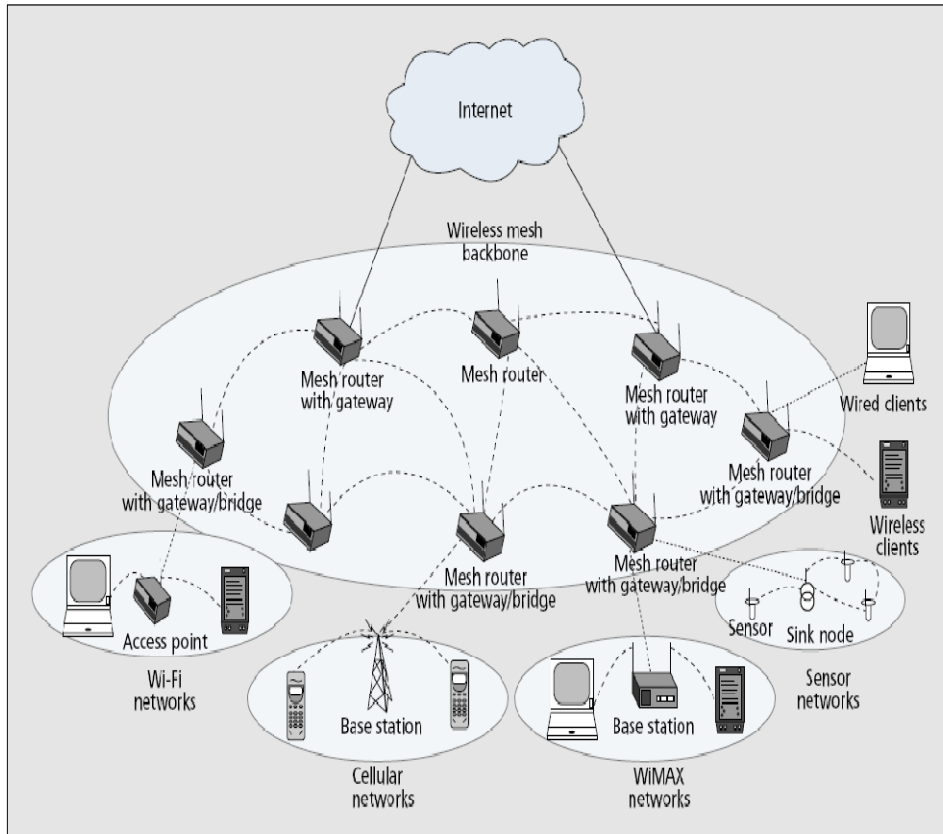 Internet
Wireless mesh
backbone
Mesh router
with gateway
Mesh router
Mesh router
with gateway
Wired clients
Mesh router
with gateway/bridge
Mesh router
with gateway/bridge
Wireless
clients
Mesh router
with gateway/bridge
Mesh router
with gateway/bridge
Access point
Sensor
Sink node
Wi-Fi
networks
Base station
Base station
Sensor
networks
Cellular
networks
WiMAX
networks